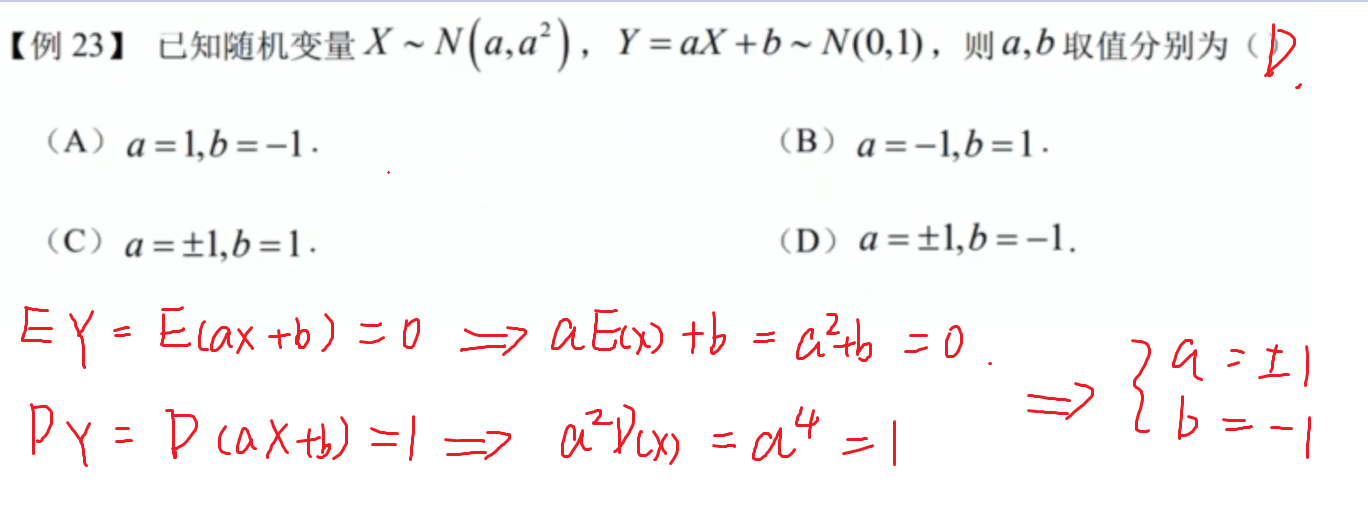 【例 23】 已知随机变量 X ~ N(a,a²)，Y = aX + b ~ N(0,1)，则 a,b 取值分别为（D.
（A）a = 1,b = −1.
（B）a = −1,b = 1.
（C）a = ±1,b = 1.
（D）a = ±1,b = −1.
EY = E(ax+b) = 0 ⟹ aE(x) + b = a²+b = 0.
DY = D(aX+b) = 1 ⟹ a²D(x) = a⁴ = 1
⟹ { a = ±1
b = −1